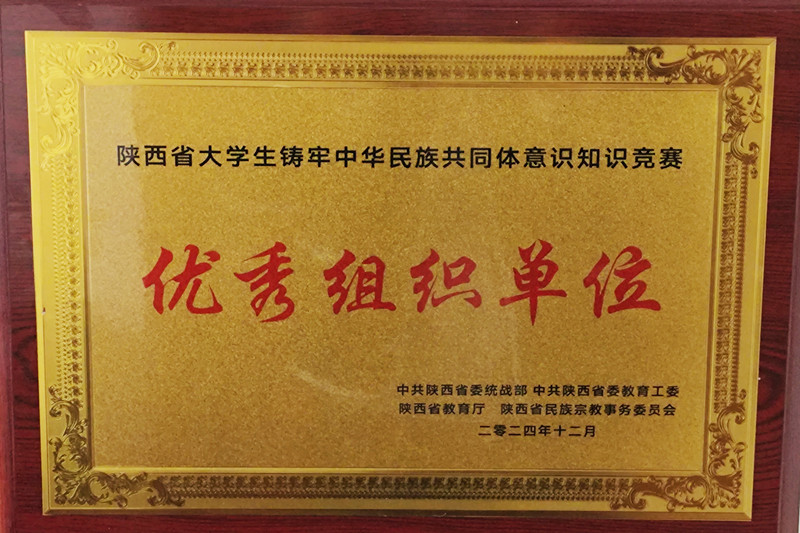 陕西省大学生铸牢中华民族共同体意识知识竞赛
优秀组织单位
中共陕西省委统战部 中共陕西省委教育工委
陕西省教育厅 陕西省民族宗教事务委员会
二零二四年十二月